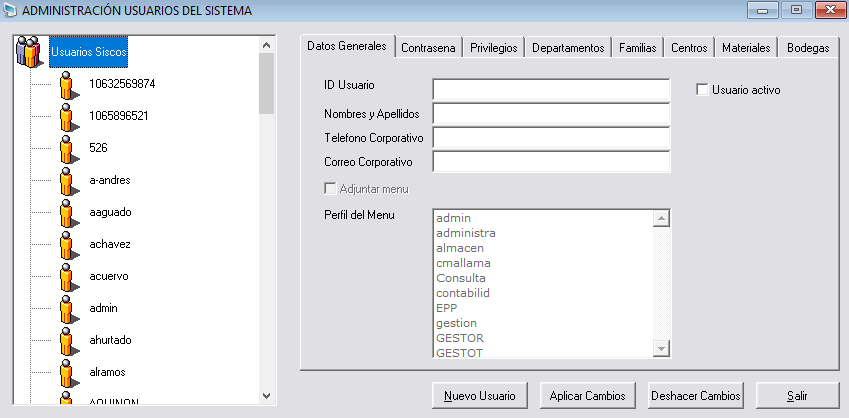 ADMINISTRACIÓN USUARIOS DEL SISTEMA
Usuarios Siscos
10632569874
1065896521
526
a-andres
aaguado
achavez
acuervo
admin
ahurtado
alramos
AQUINON
Datos Generales
Contrasena
Privilegios
Departamentos
Familias
Centros
Materiales
Bodegas
ID Usuario
Usuario activo
Nombres y Apellidos
Telefono Corporativo
Correo Corporativo
Adjuntar menu
Perfil del Menu
admin
administra
almacen
cmallama
Consulta
contabilid
EPP
gestion
GESTOR
GESTOT
Nuevo Usuario
Aplicar Cambios
Deshacer Cambios
Salir